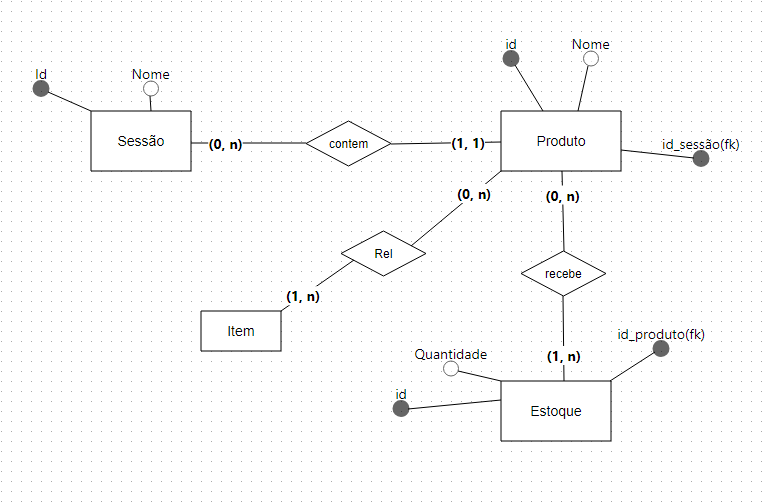 id
Nome
Id
Nome
Sessão
(0, n)
contem
(1, 1)
Produto
id_sessão(fk)
(0, n)
(0, n)
Rel
recebe
(1, n)
Item
id_produto(fk)
Quantidade
(1, n)
id
Estoque